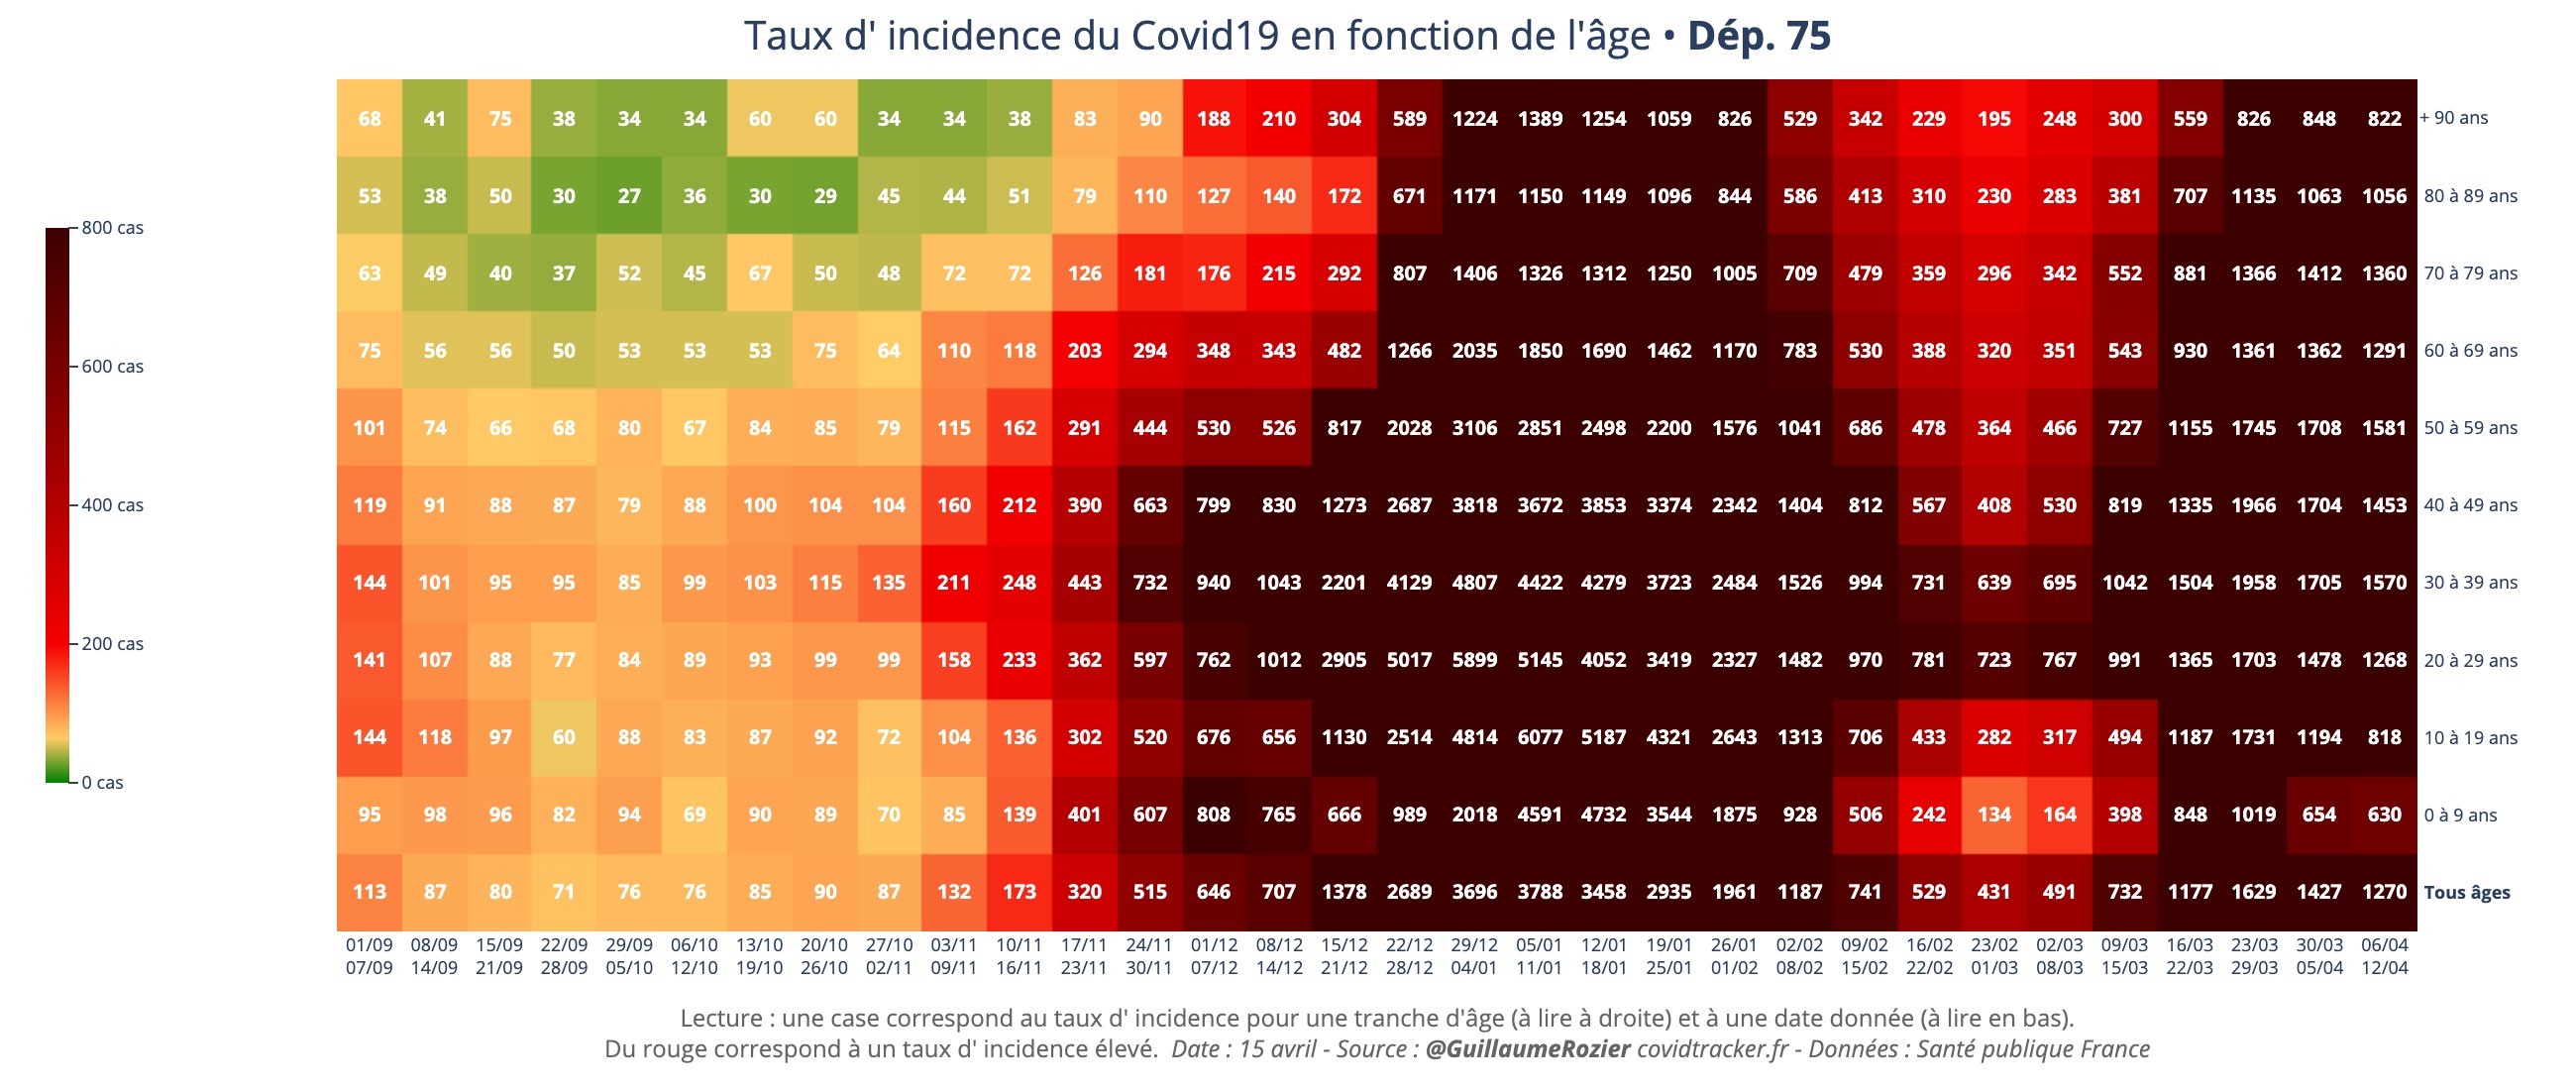 Taux d' incidence du Covid19 en fonction de l'âge • Dép. 75
68 41 75 38 34 34 60 60 34 34 38 83 90 188 210 304 589 1224 1389 1254 1059 826 529 342 229 195 248 300 559 826 848 822 + 90 ans
53 38 50 30 27 36 30 29 45 44 51 79 110 127 140 172 671 1171 1150 1149 1096 844 586 413 310 230 283 381 707 1135 1063 1056 80 à 89 ans
800 cas
63 49 40 37 52 45 67 50 48 72 72 126 181 176 215 292 807 1406 1326 1312 1250 1005 709 479 359 296 342 552 881 1366 1412 1360 70 à 79 ans
75 56 56 50 53 53 53 75 64 110 118 203 294 348 343 482 1266 2035 1850 1690 1462 1170 783 530 388 320 351 543 930 1361 1362 1291 60 à 69 ans
600 cas
101 74 66 68 80 67 84 85 79 115 162 291 444 530 526 817 2028 3106 2851 2498 2200 1576 1041 686 478 364 466 727 1155 1745 1708 1581 50 à 59 ans
400 cas
119 91 88 87 79 88 100 104 104 160 212 390 663 799 830 1273 2687 3818 3672 3853 3374 2342 1404 812 567 408 530 819 1335 1966 1704 1453 40 à 49 ans
144 101 95 95 85 99 103 115 135 211 248 443 732 940 1043 2201 4129 4807 4422 4279 3723 2484 1526 994 731 639 695 1042 1504 1958 1705 1570 30 à 39 ans
200 cas
141 107 88 77 84 89 93 99 99 158 233 362 597 762 1012 2905 5017 5899 5145 4052 3419 2327 1482 970 781 723 767 991 1365 1703 1478 1268 20 à 29 ans
144 118 97 60 88 83 87 92 72 104 136 302 520 676 656 1130 2514 4814 6077 5187 4321 2643 1313 706 433 282 317 494 1187 1731 1194 818 10 à 19 ans
0 cas
95 98 96 82 94 69 90 89 70 85 139 401 607 808 765 666 989 2018 4591 4732 3544 1875 928 506 242 134 164 398 848 1019 654 630 0 à 9 ans
113 87 80 71 76 76 85 90 87 132 173 320 515 646 707 1378 2689 3696 3788 3458 2935 1961 1187 741 529 431 491 732 1177 1629 1427 1270 Tous âges
01/09 08/09 15/09 22/09 29/09 06/10 13/10 20/10 27/10 03/11 10/11 17/11 24/11 01/12 08/12 15/12 22/12 29/12 05/01 12/01 19/01 26/01 02/02 09/02 16/02 23/02 02/03 09/03 16/03 23/03 30/03 06/04
07/09 14/09 21/09 28/09 05/10 12/10 19/10 26/10 02/11 09/11 16/11 23/11 30/11 07/12 14/12 21/12 28/12 04/01 11/01 18/01 25/01 01/02 08/02 15/02 22/02 01/03 08/03 15/03 22/03 29/03 05/04 12/04
Lecture : une case correspond au taux d' incidence pour une tranche d'âge (à lire à droite) et à une date donnée (à lire en bas).
Du rouge correspond à un taux d' incidence élevé. Date : 15 avril - Source : @GuillaumeRozier covidtracker.fr - Données : Santé publique France